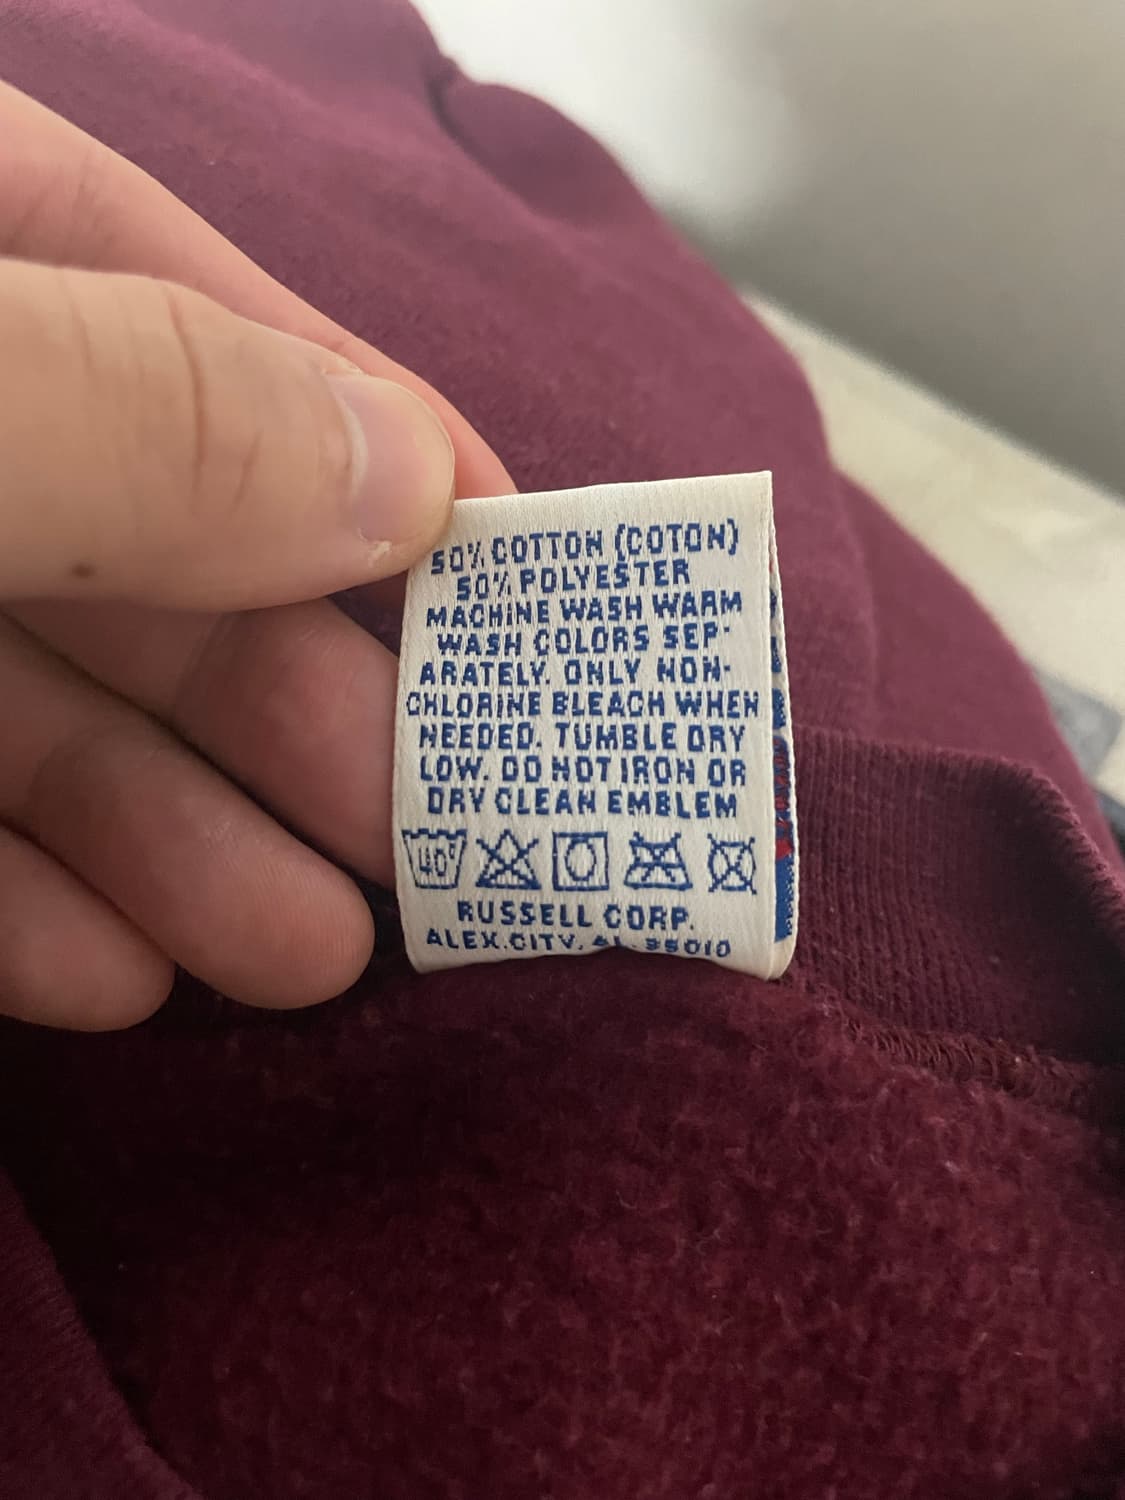 50% COTTON (COTON)
50% POLYESTER
MACHINE WASH WARM
WASH COLORS SEP-
ARATELY. ONLY NON-
CHLORINE BLEACH WHEN
NEEDED. TUMBLE DRY
LOW. DO NOT IRON OR
DRY CLEAN EMBLEM
40°
RUSSELL CORP.
ALEX.CITY, AL 35010